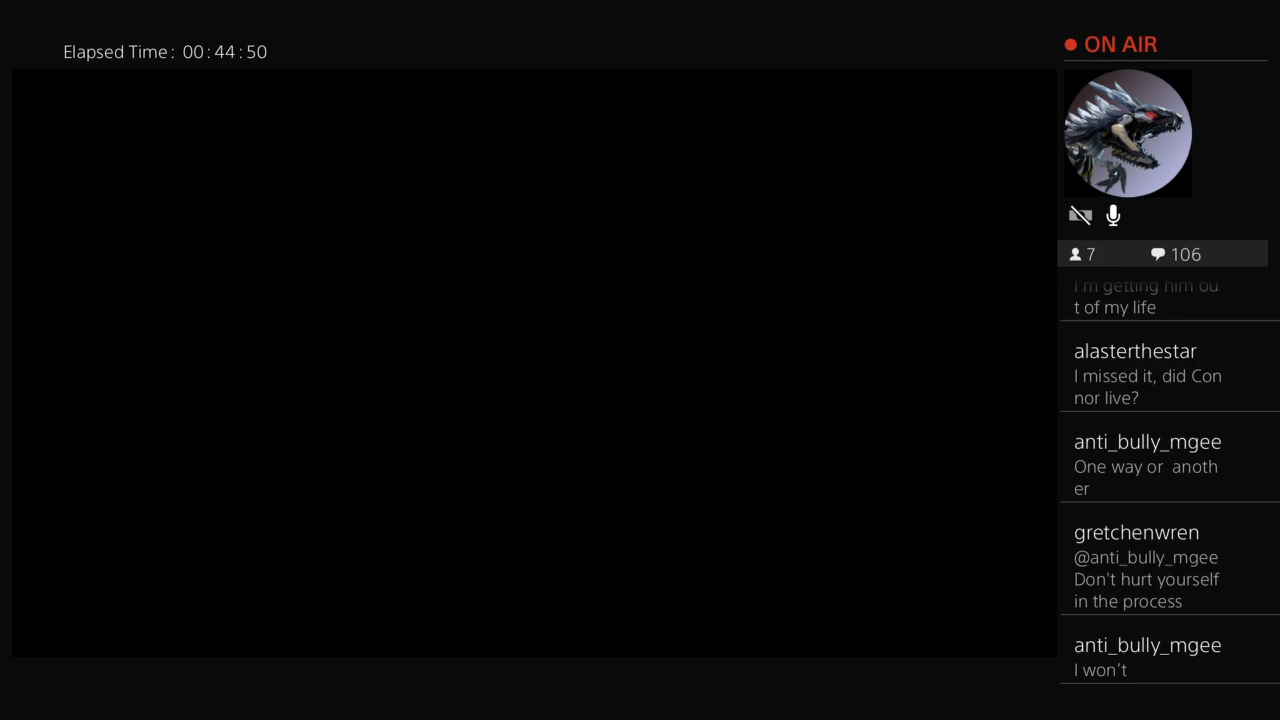 Elapsed Time: 00:44:50
ON AIR
7 106
I'm getting him ou
t of my life
alasterthestar
I missed it, did Con
nor live?
anti_bully_mgee
One way or  anoth
er
gretchenwren
@anti_bully_mgee
Don't hurt yourself
in the process
anti_bully_mgee
I won’t